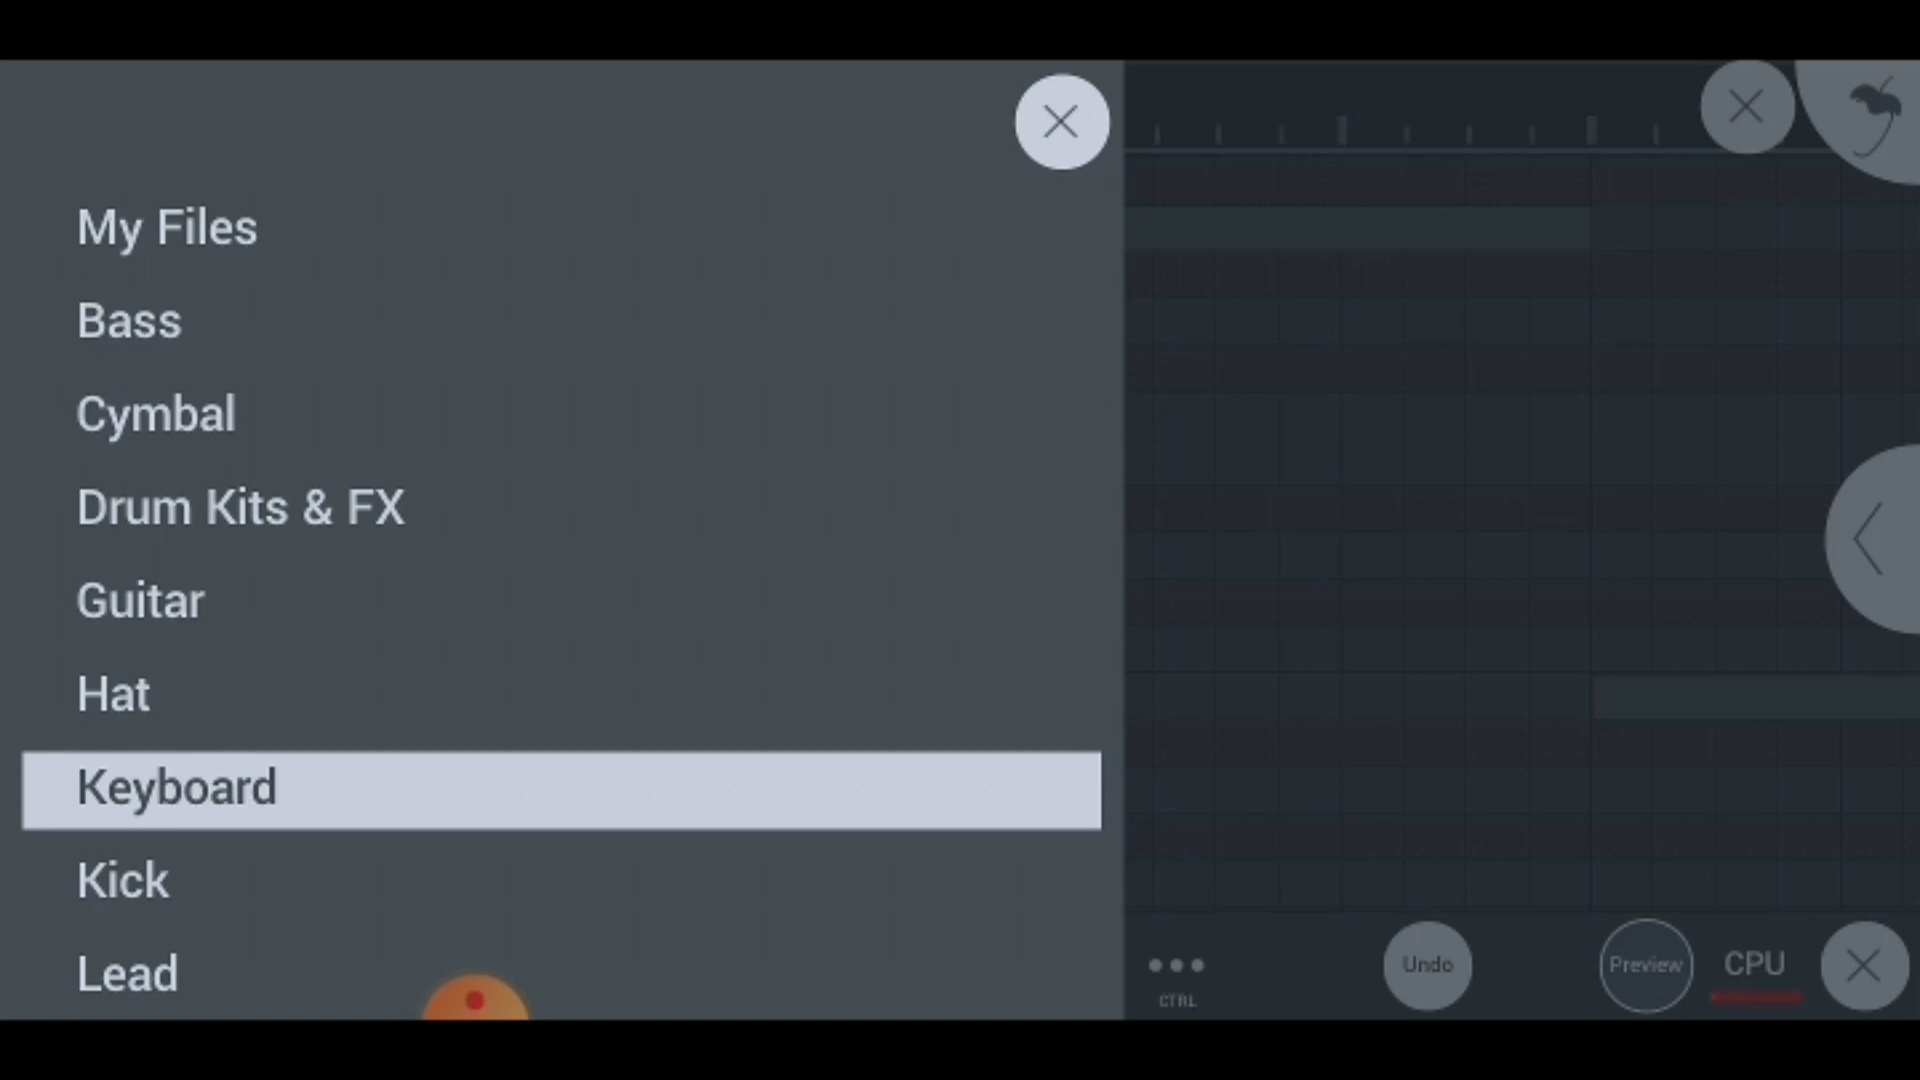 My Files
Bass
Cymbal
Drum Kits & FX
Guitar
Hat
Keyboard
Kick
Lead
CTRL
Undo
Preview
CPU